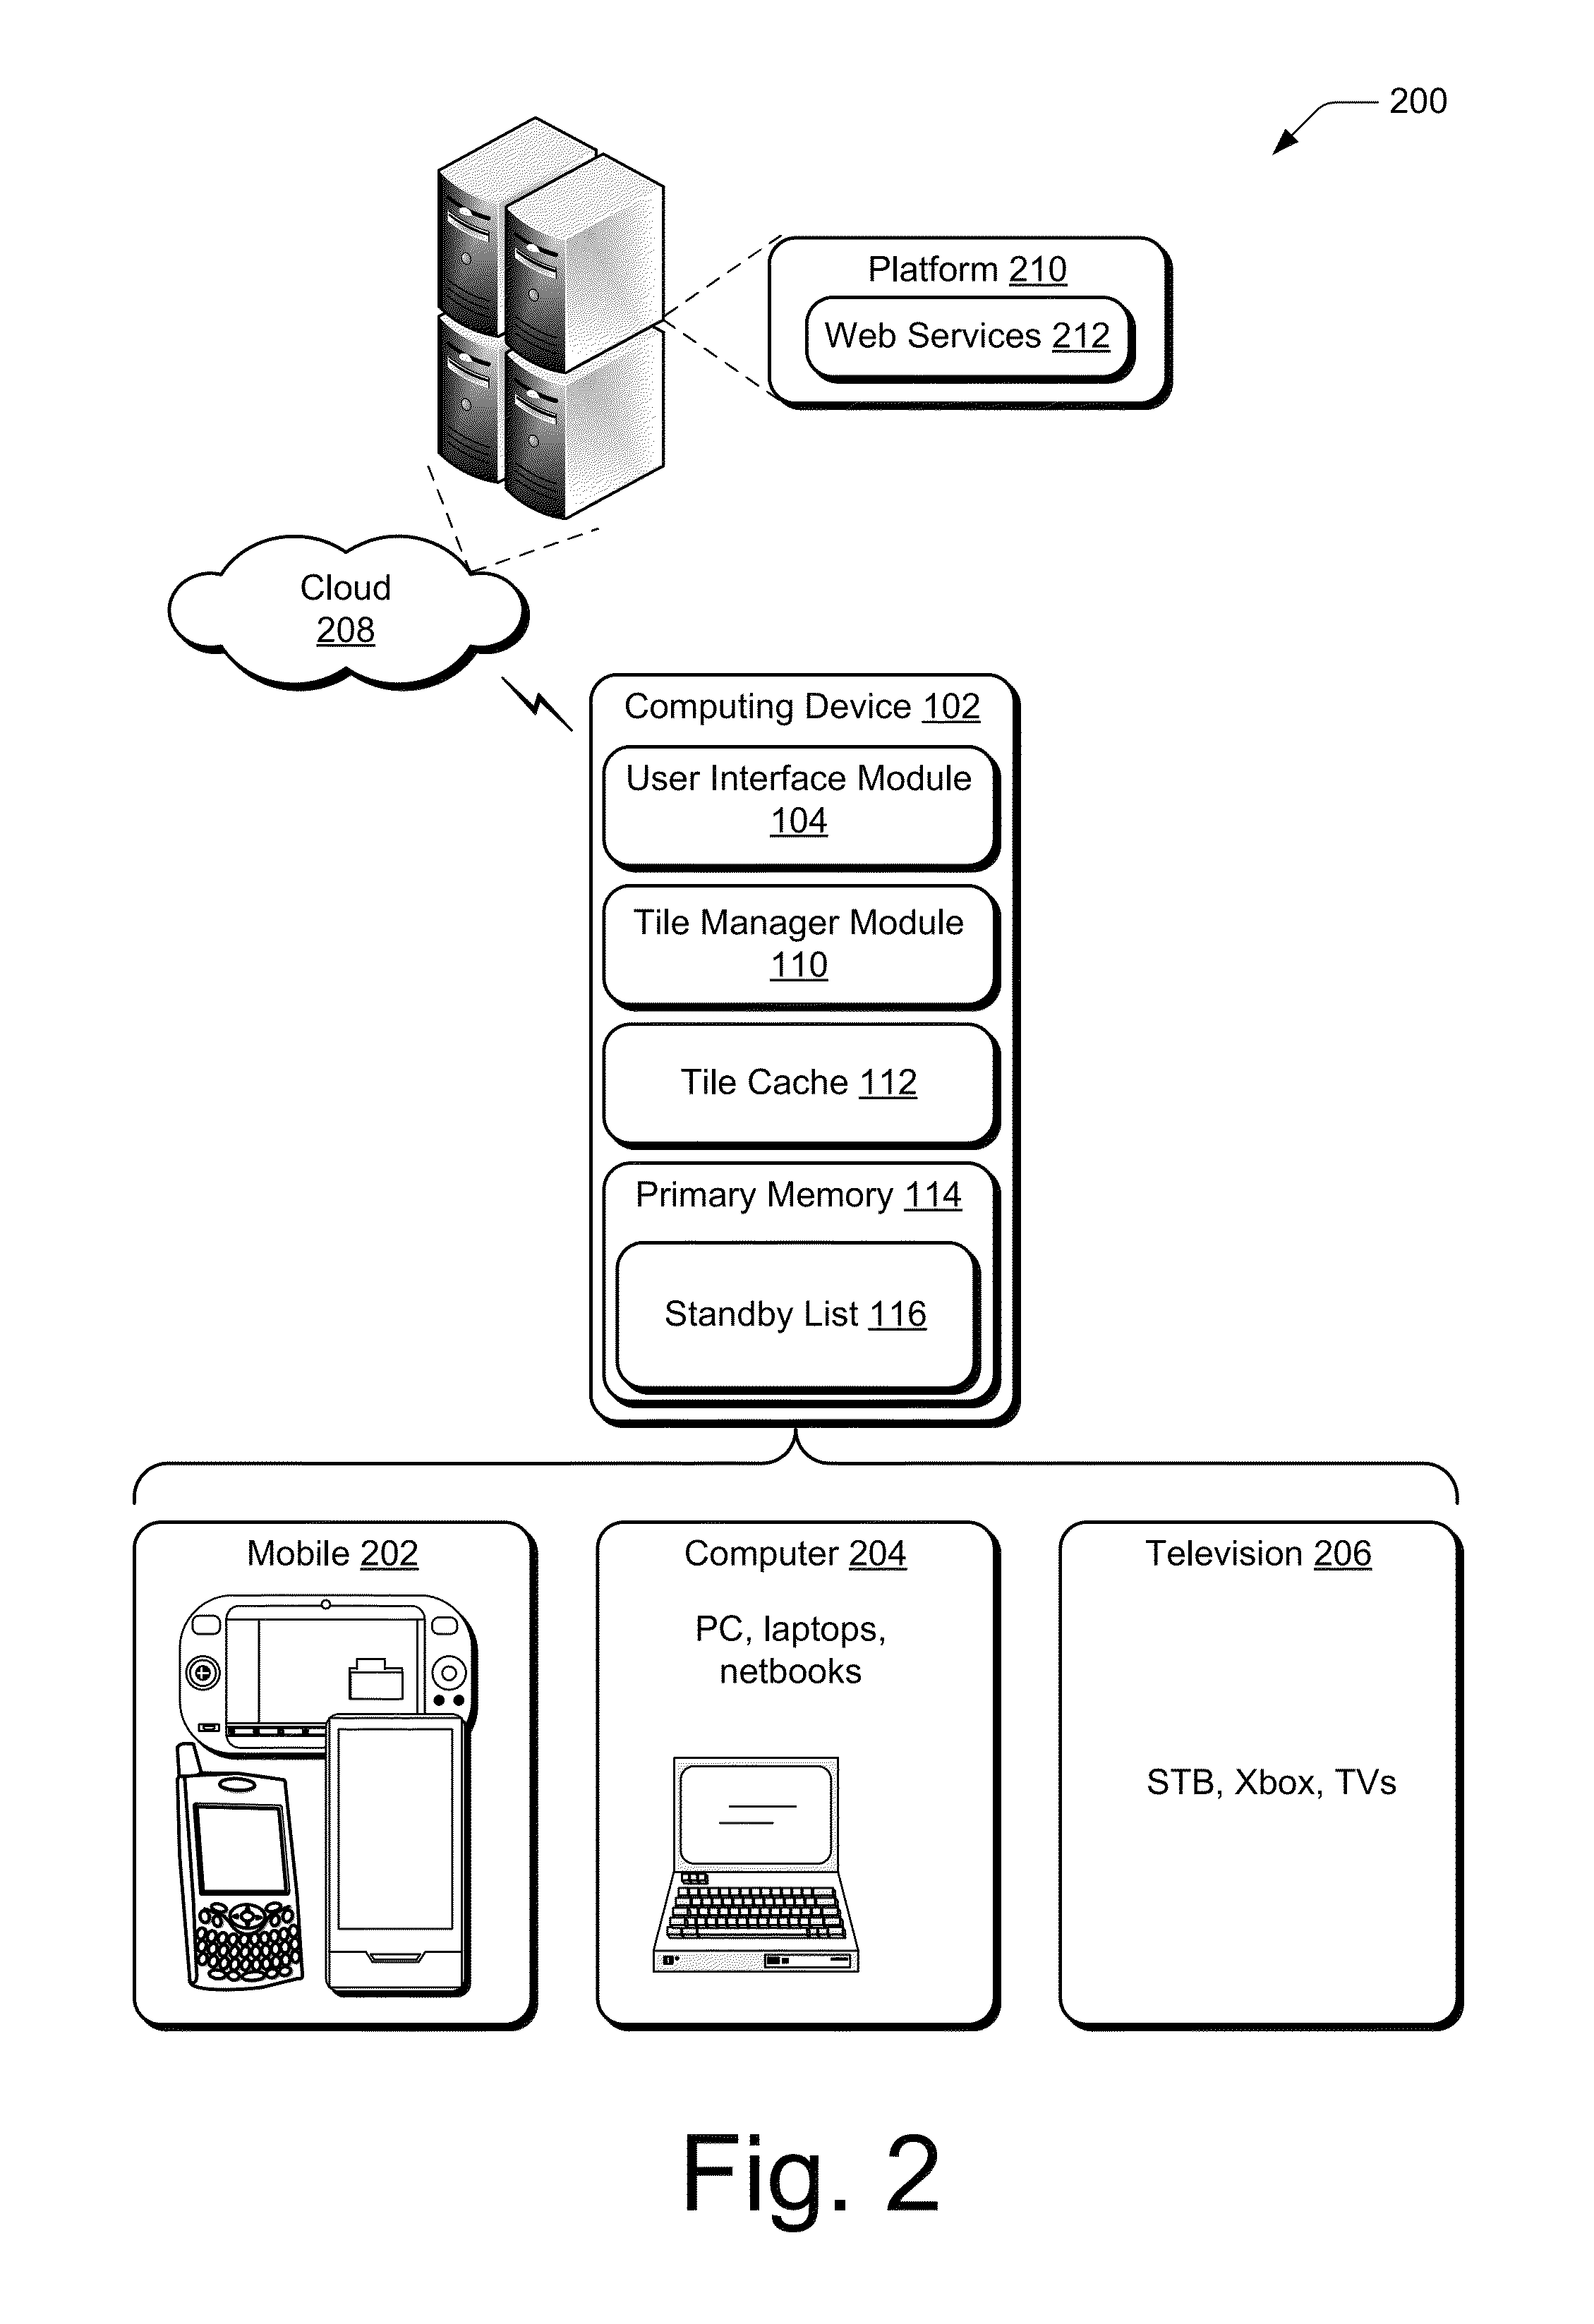 200
Platform 210
Web Services 212
Cloud
208
Computing Device 102
User Interface Module
104
Tile Manager Module
110
Tile Cache 112
Primary Memory 114
Standby List 116
Mobile 202
Computer 204
PC, laptops,
netbooks
Television 206
STB, Xbox, TVs
Fig. 2